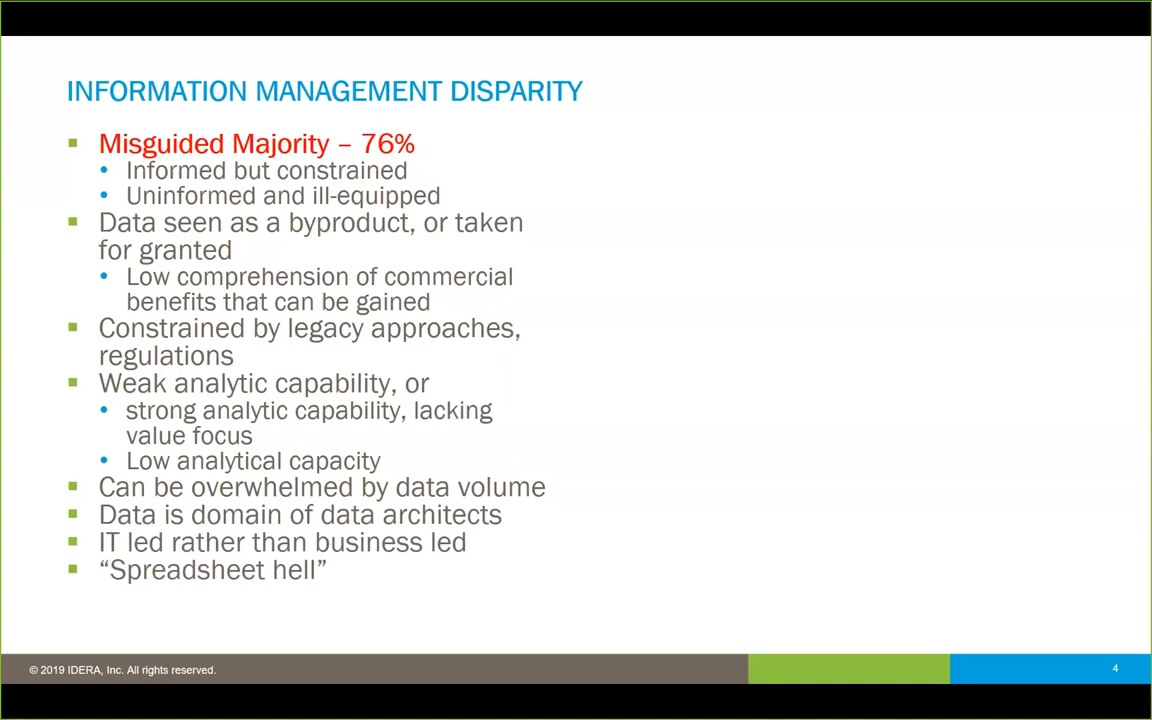 INFORMATION MANAGEMENT DISPARITY
Misguided Majority – 76%
Informed but constrained
Uninformed and ill-equipped
Data seen as a byproduct, or taken
for granted
Low comprehension of commercial
benefits that can be gained
Constrained by legacy approaches,
regulations
Weak analytic capability, or
strong analytic capability, lacking
value focus
Low analytical capacity
Can be overwhelmed by data volume
Data is domain of data architects
IT led rather than business led
“Spreadsheet hell”
© 2019 IDERA, Inc. All rights reserved.
4